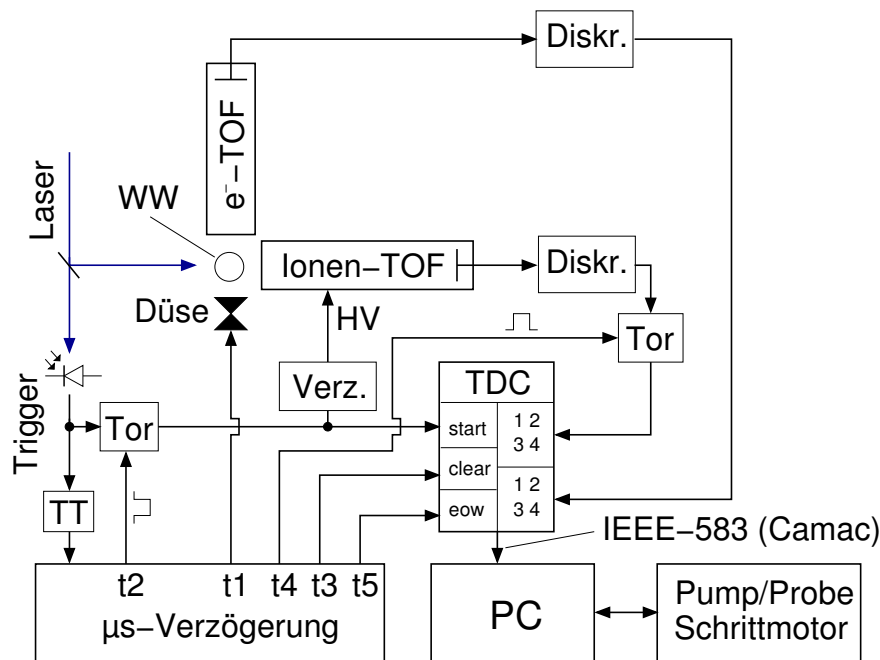 Diskr.
e⁻−TOF
Laser
WW
Ionen−TOF
Diskr.
Düse
HV
Tor
Trigger
Verz.
TDC
start
1 2
3 4
clear
eow
1 2
3 4
Tor
TT
IEEE−583 (Camac)
t2
t1
t4
t3
t5
µs−Verzögerung
PC
Pump/Probe
Schrittmotor